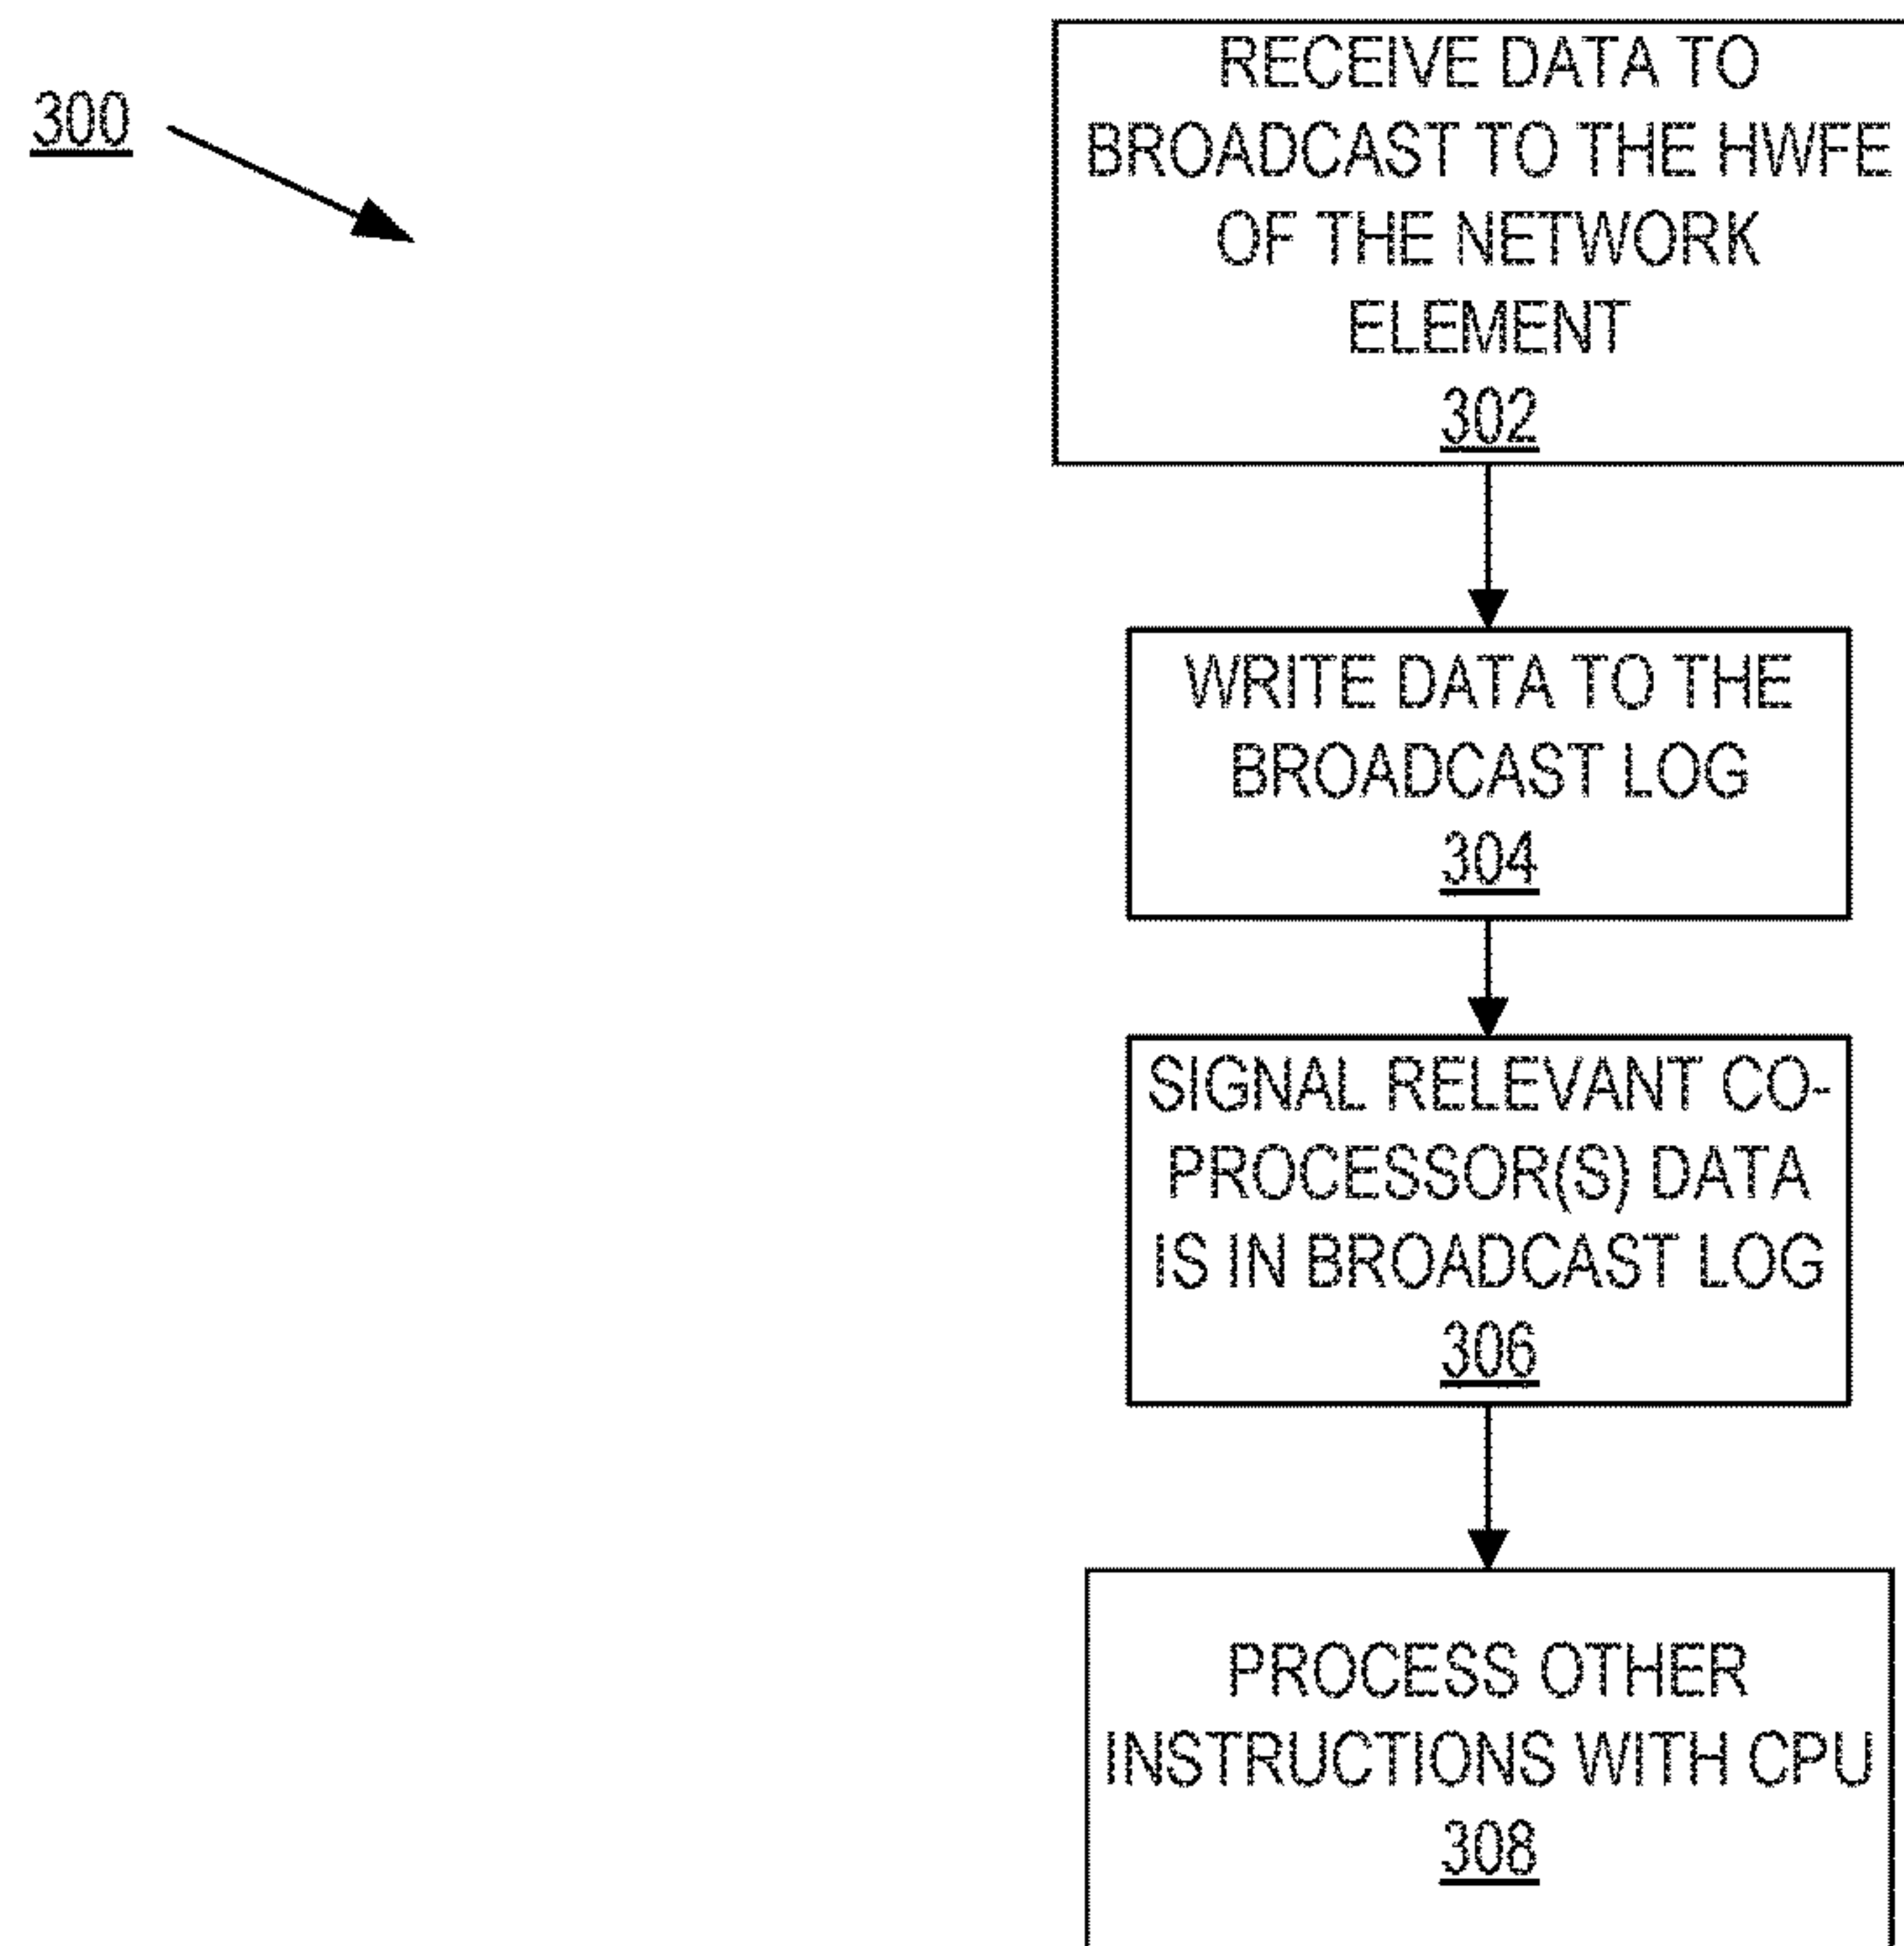 300
RECEIVE DATA TO
BROADCAST TO THE HWFE
OF THE NETWORK
ELEMENT
302
WRITE DATA TO THE
BROADCAST LOG
304
SIGNAL RELEVANT CO-
PROCESSOR(S) DATA
IS IN BROADCAST LOG
306
PROCESS OTHER
INSTRUCTIONS WITH CPU
308